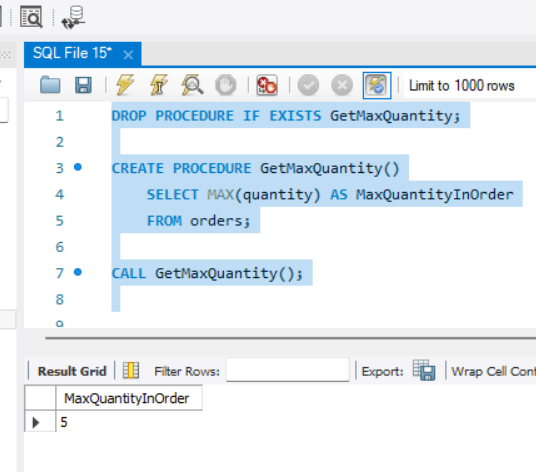 SQL File 15*
Limit to 1000 rows
1 DROP PROCEDURE IF EXISTS GetMaxQuantity;
2
3 CREATE PROCEDURE GetMaxQuantity()
4 SELECT MAX(quantity) AS MaxQuantityInOrder
5 FROM orders;
6
7 CALL GetMaxQuantity();
8
9
Result Grid Filter Rows: Export: Wrap Cell Cont
MaxQuantityInOrder
5